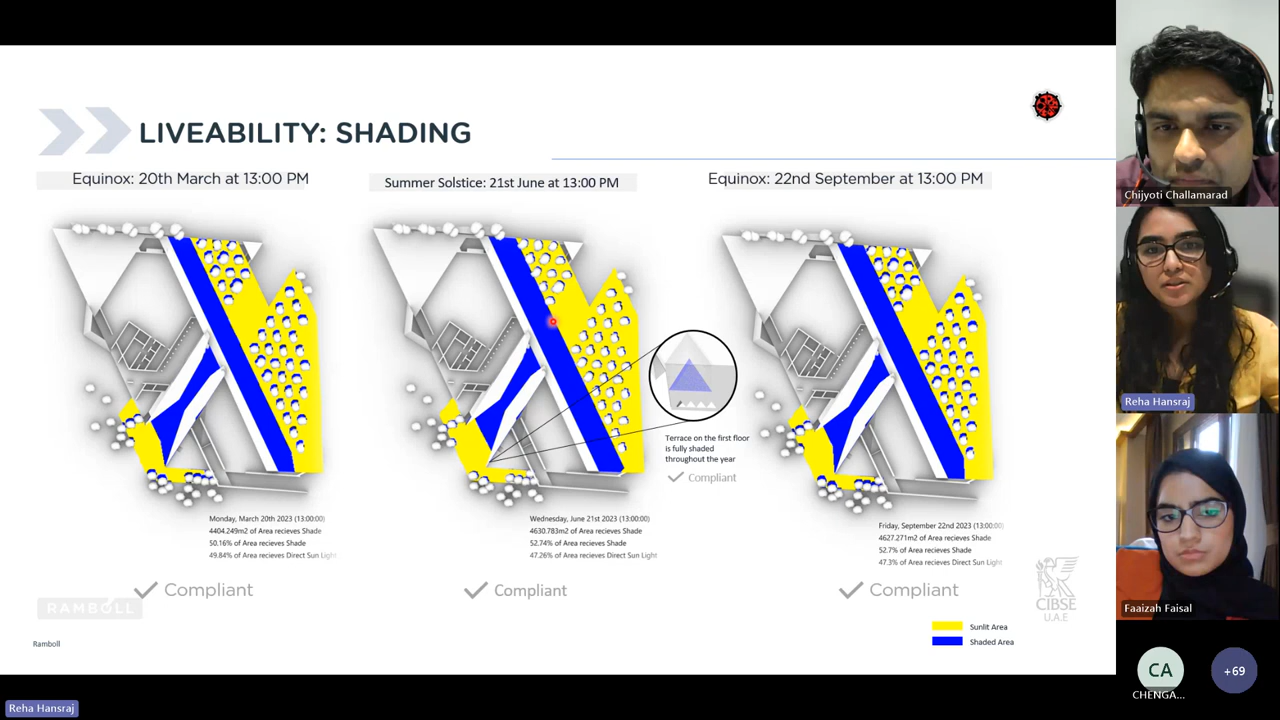 LIVEABILITY: SHADING
Equinox: 20th March at 13:00 PM
Summer Solstice: 21st June at 13:00 PM
Equinox: 22nd September at 13:00 PM
Terrace on the first floor
is fully shaded
throughout the year
Compliant
Monday, March 20th 2023 (13:00:00)
4404.249m2 of Area recieves Shade
50.16% of Area recieves Shade
49.84% of Area recieves Direct Sun Light
Compliant
Wednesday, June 21st 2023 (13:00:00)
4630.783m2 of Area recieves Shade
52.74% of Area recieves Shade
47.26% of Area recieves Direct Sun Light
Compliant
Friday, September 22nd 2023 (13:00:00)
4627.271m2 of Area recieves Shade
52.7% of Area recieves Shade
47.3% of Area recieves Direct Sun Light
Compliant
RAMBOLL
Ramboll
CIBSE
U.A.E
Sunlit Area
Shaded Area
Reha Hansraj
Chijyoti Challamarad
Reha Hansraj
Faaizah Faisal
CA
CHENGA...
+69